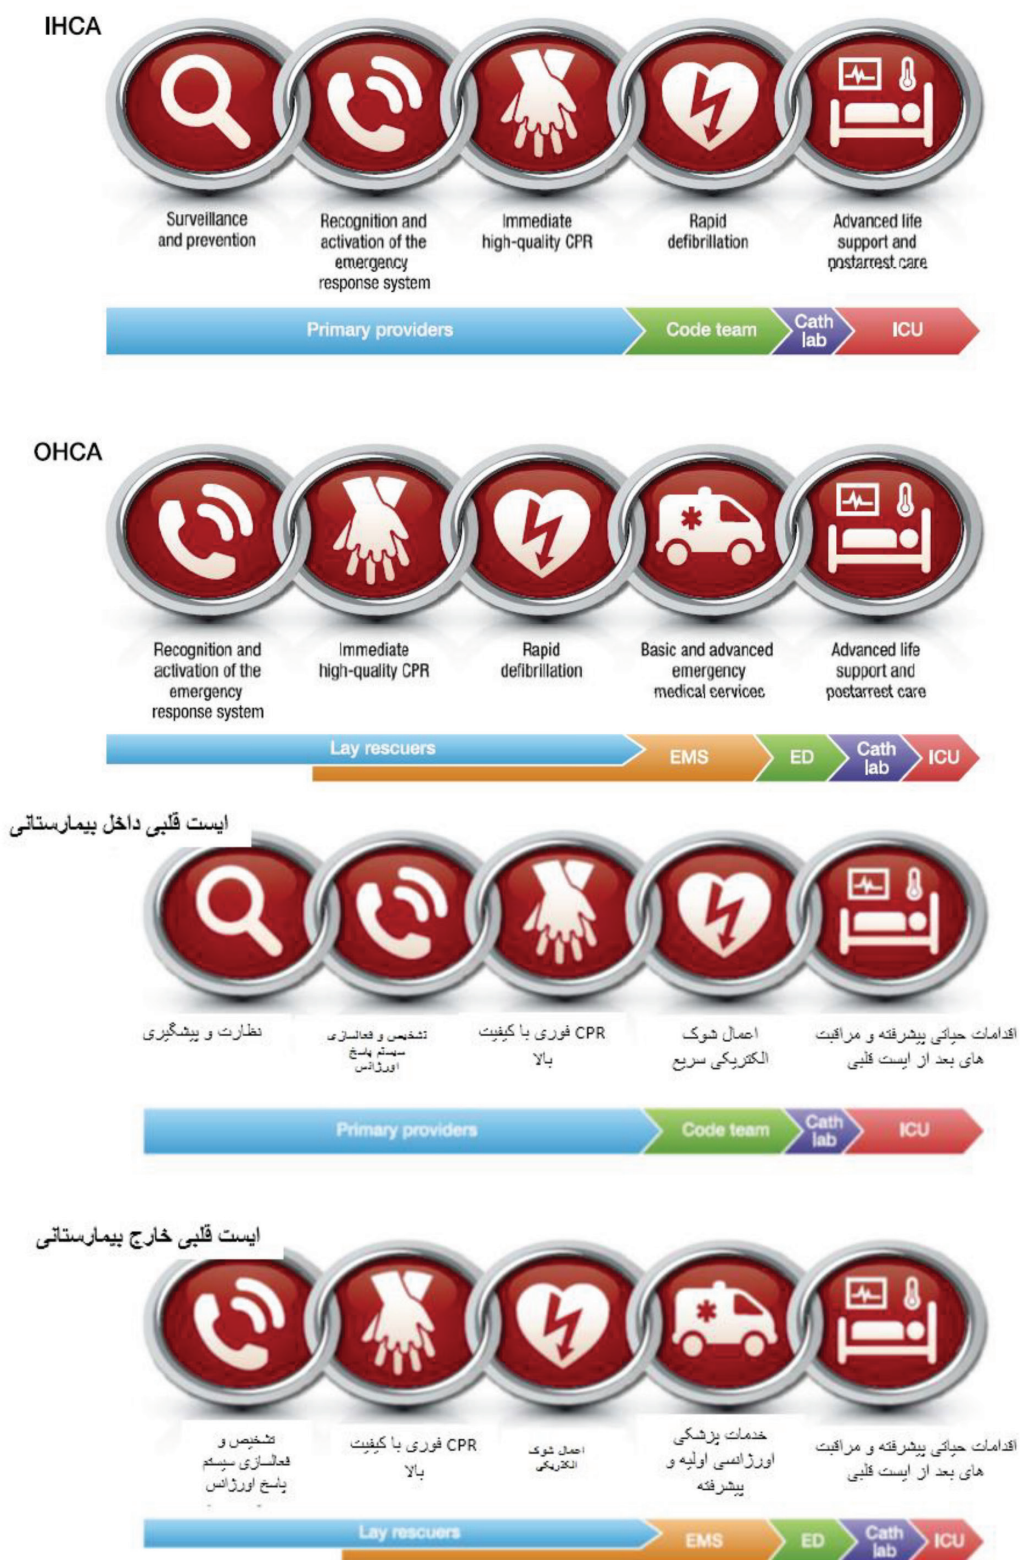 IHCA
Surveillance
and prevention
Recognition and
activation of the
emergency
response system
Immediate
high-quality CPR
Rapid
defibrillation
Advanced life
support and
postarrest care
Primary providers
Code team
Cath
lab
ICU
OHCA
Recognition and
activation of the
emergency
response system
Immediate
high-quality CPR
Rapid
defibrillation
Basic and advanced
emergency
medical services
Advanced life
support and
postarrest care
Lay rescuers
EMS
ED
Cath
lab
ICU
ایست قلبی داخل بیمارستانی
نظارت و پیشگیری
تشخیص و فعالسازی
سیستم پاسخ
اورژانس
CPR فوری با کیفیت
بالا
اعمال شوک
الکتریکی سریع
اقدامات حیاتی پیشرفته و مراقبت
های بعد از ایست قلبی
Primary providers
Code team
Cath
lab
ICU
ایست قلبی خارج بیمارستانی
تشخیص و
فعالسازی سیستم
پاسخ اورژانس
CPR فوری با کیفیت
بالا
اعمال شوک
الکتریکی
خدمات پزشکی
اورژانسی اولیه و
پیشرفته
اقدامات حیاتی پیشرفته و مراقبت
های بعد از ایست قلبی
Lay rescuers
EMS
ED
Cath
lab
ICU